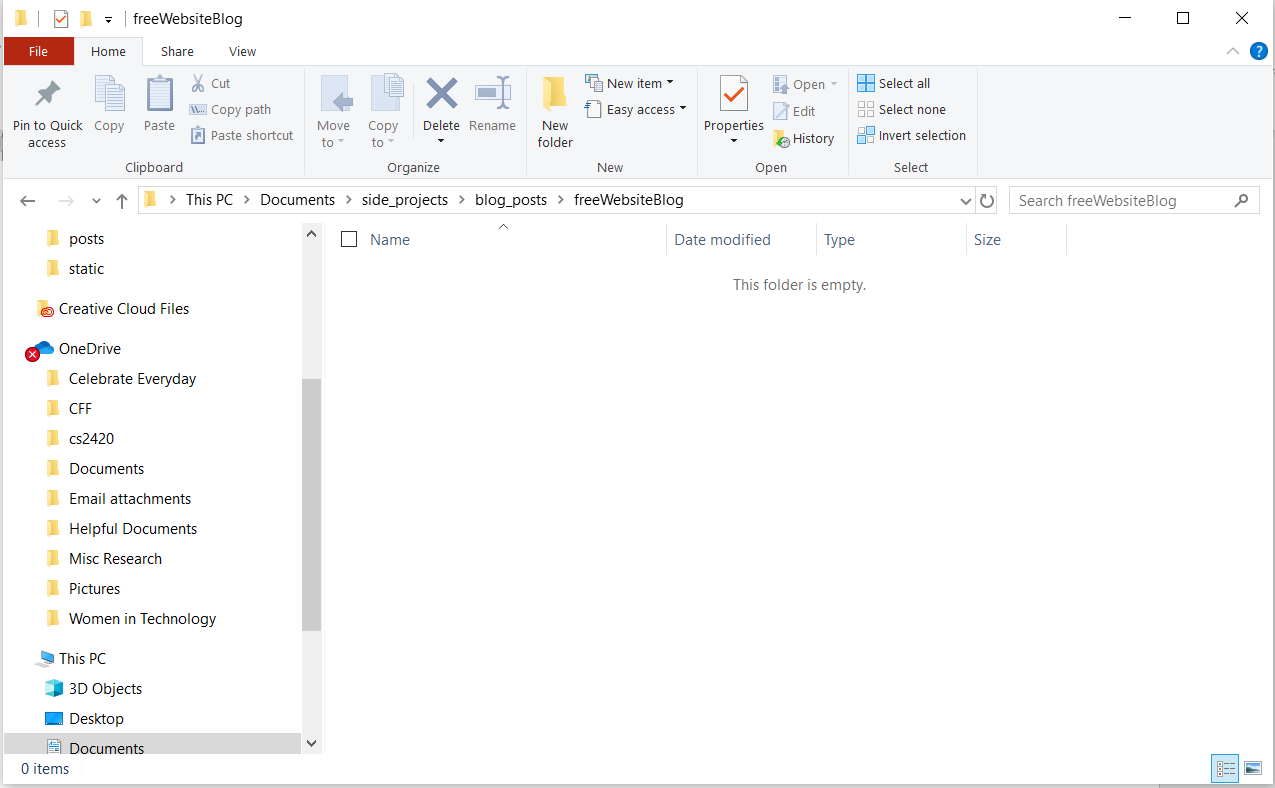 freeWebsiteBlog
File Home Share View
Pin to Quick access
Copy
Paste
Cut
Copy path
Paste shortcut
Clipboard
Move to
Copy to
Delete
Rename
Organize
New folder
New item
Easy access
New
Properties
Open
Edit
History
Open
Select all
Select none
Invert selection
Select
This PC > Documents > side_projects > blog_posts > freeWebsiteBlog
Search freeWebsiteBlog
posts
static
Creative Cloud Files
OneDrive
Celebrate Everyday
CFF
cs2420
Documents
Email attachments
Helpful Documents
Misc Research
Pictures
Women in Technology
This PC
3D Objects
Desktop
Documents
Name Date modified Type Size
This folder is empty.
0 items